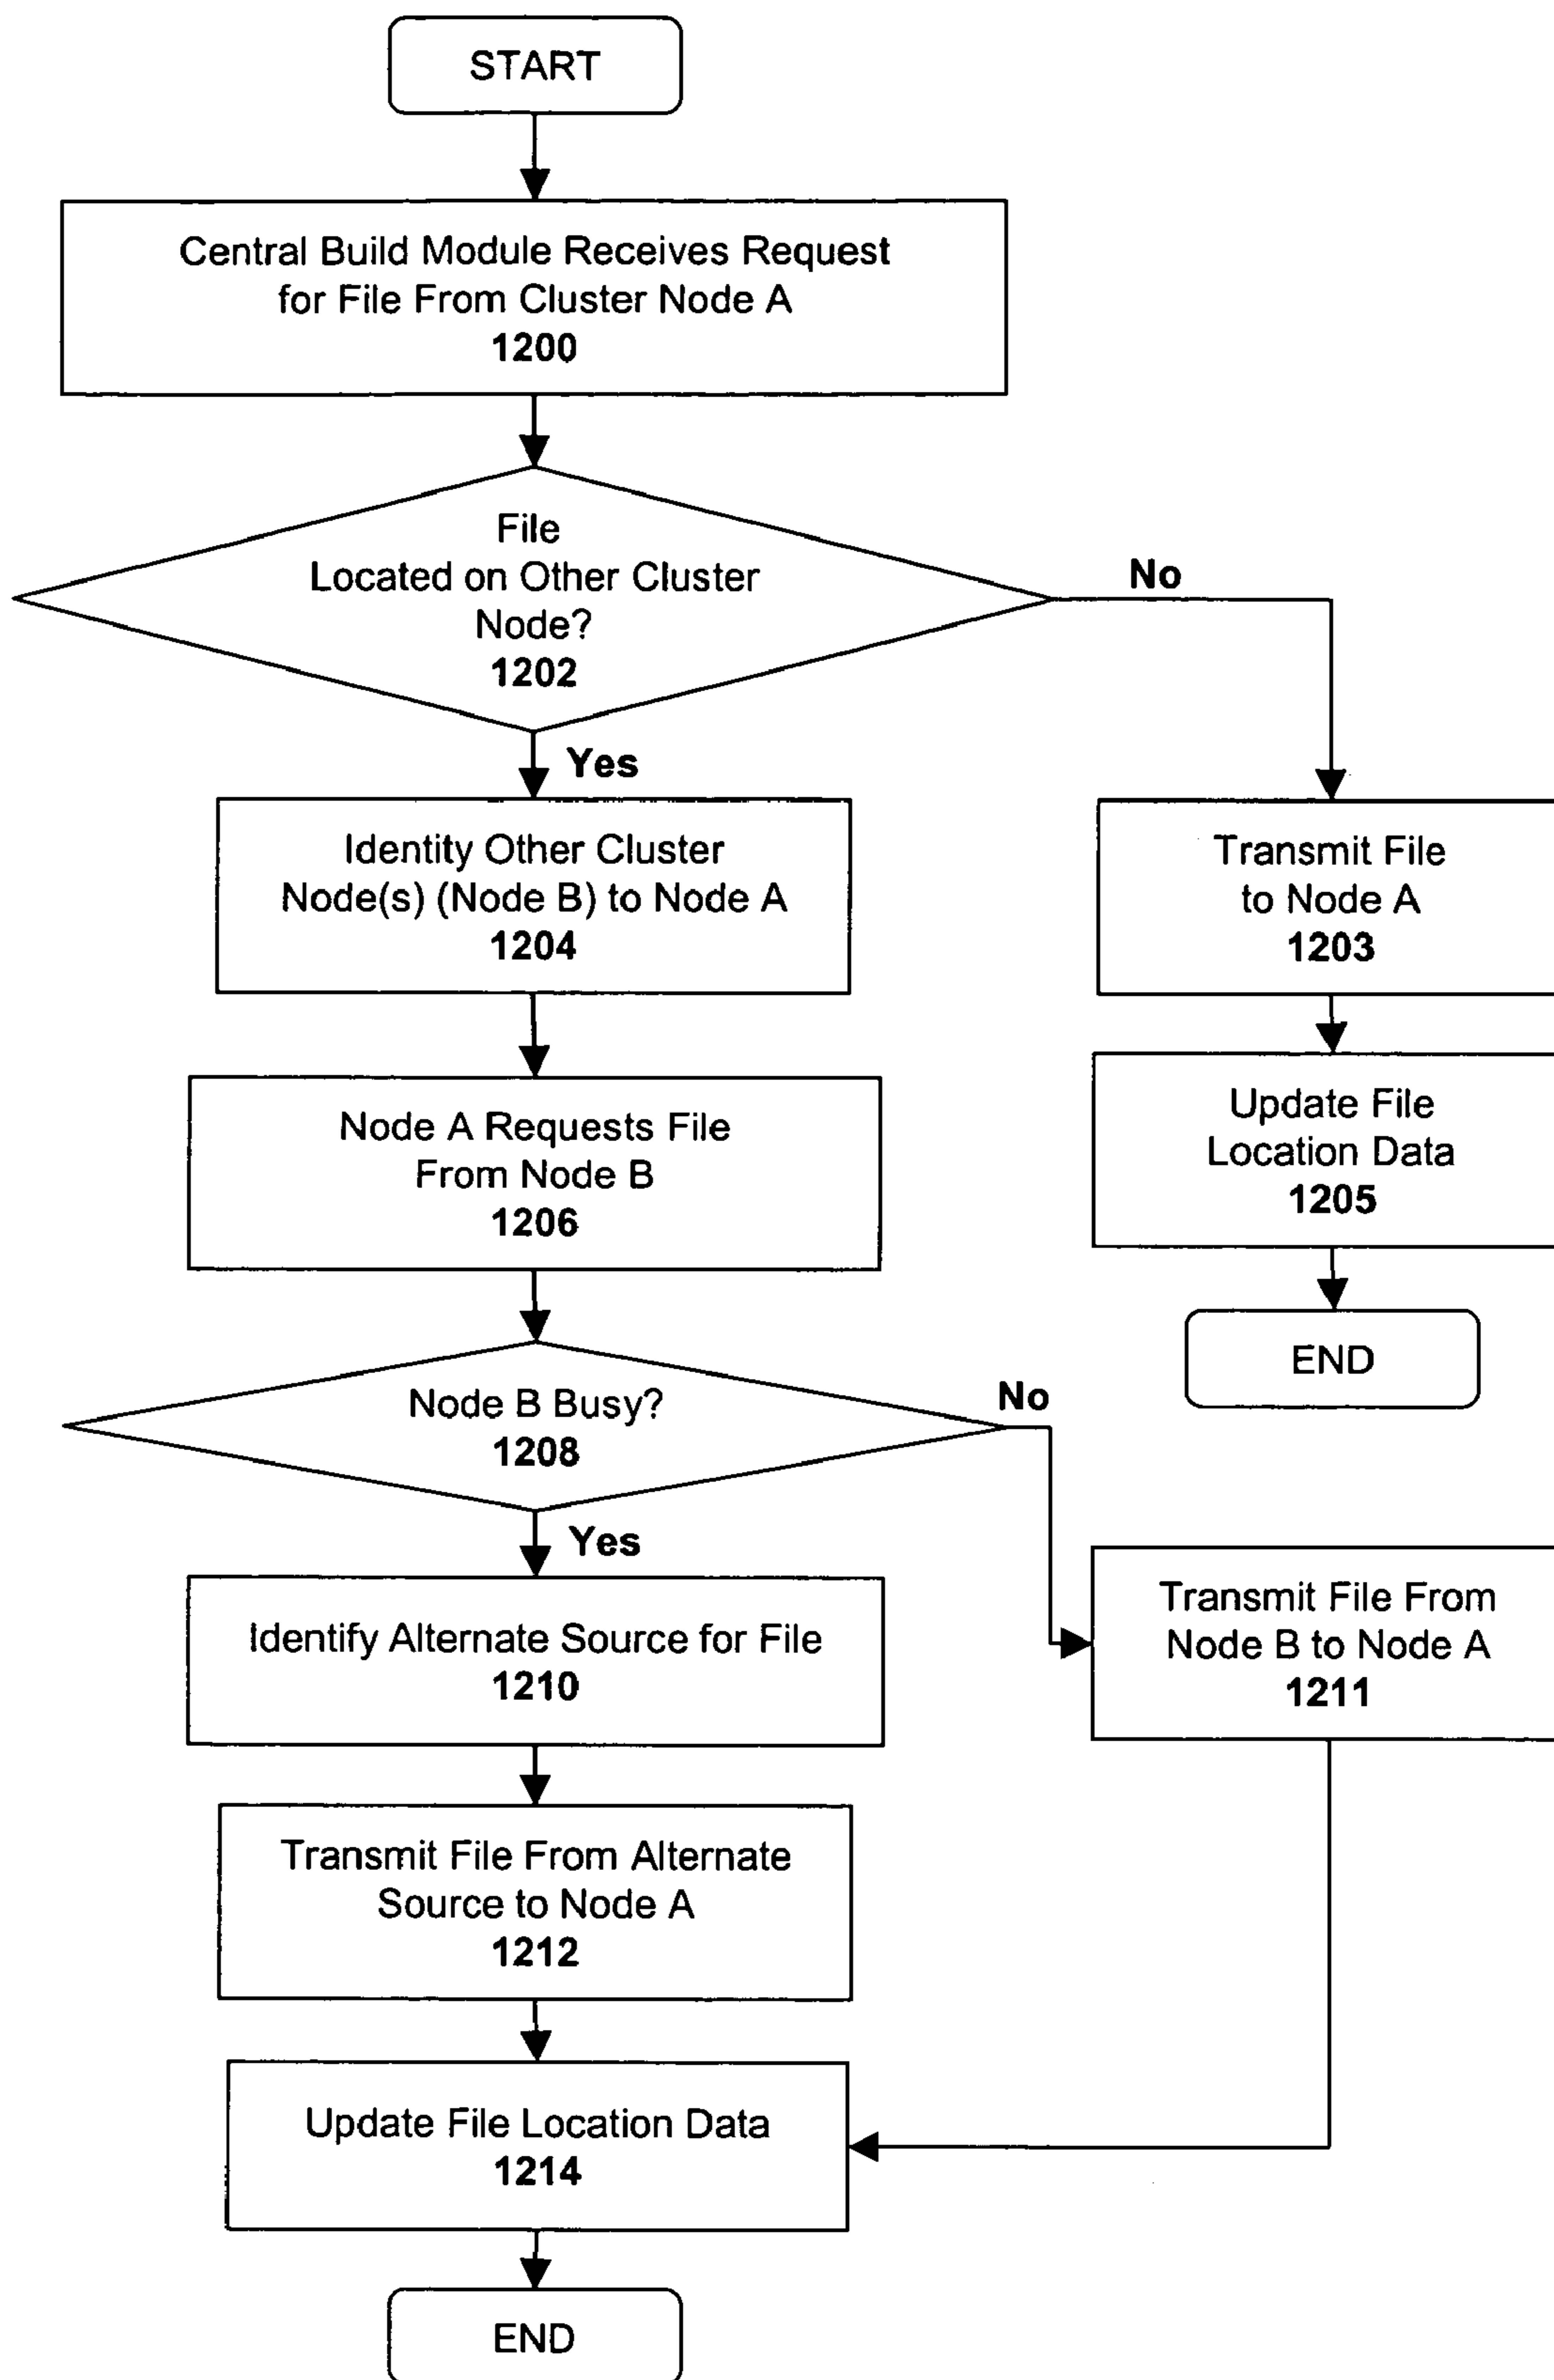 START
Central Build Module Receives Request
for File From Cluster Node A
1200
File
Located on Other Cluster
Node?
1202
No
Yes
Identity Other Cluster
Node(s) (Node B) to Node A
1204
Transmit File
to Node A
1203
Node A Requests File
From Node B
1206
Update File
Location Data
1205
END
Node B Busy?
1208
No
Yes
Identify Alternate Source for File
1210
Transmit File From
Node B to Node A
1211
Transmit File From Alternate
Source to Node A
1212
Update File Location Data
1214
END